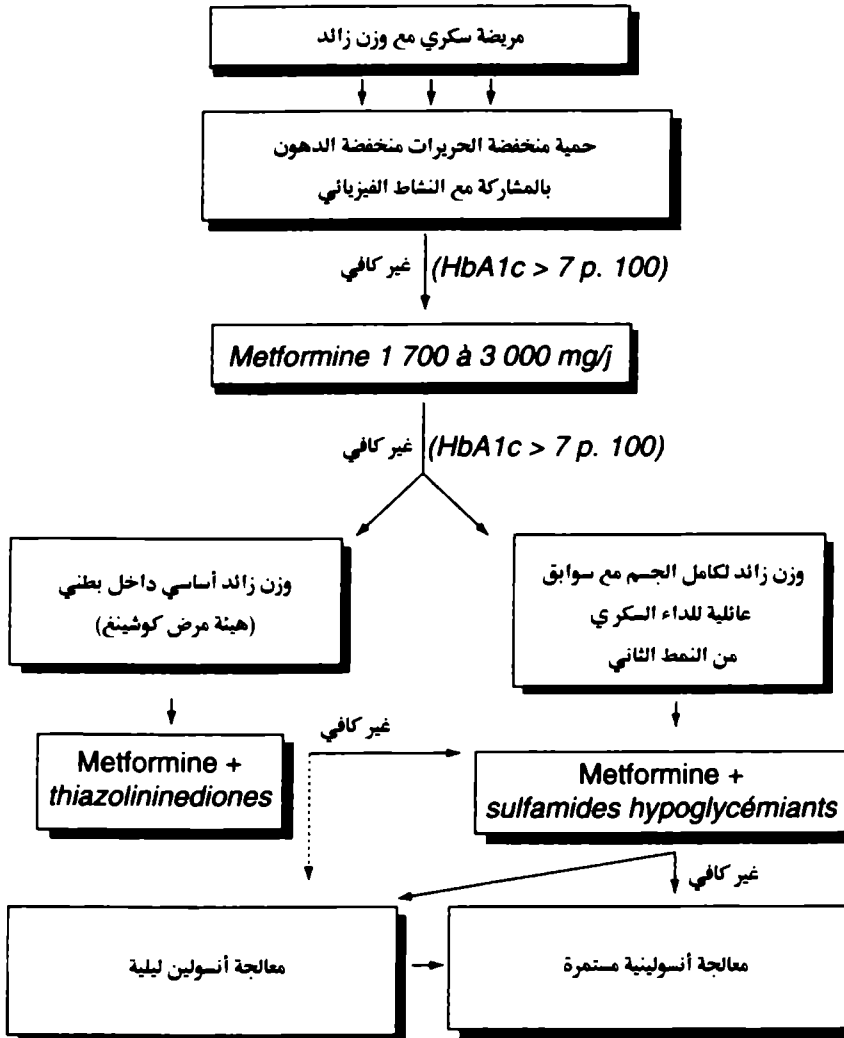 مريضة سكري مع وزن زائد
حمية منخفضة الحريرات منخفضة الدهون
بالمشاركة مع النشاط الفيزيائي
غير كافي (HbA1c > 7 p. 100)
Metformine 1 700 à 3 000 mg/j
غير كافي (HbA1c > 7 p. 100)
وزن زائد لكامل الجسم مع سوابق
عائلية للداء السكري
من النمط الثاني
وزن زائد أساسي داخل بطني
(هيئة مرض كوشينغ)
غير كافي
Metformine +
thiazolininediones
Metformine +
sulfamides hypoglycémiants
غير كافي
معالجة أنسولين ليلية
معالجة أنسولينية مستمرة